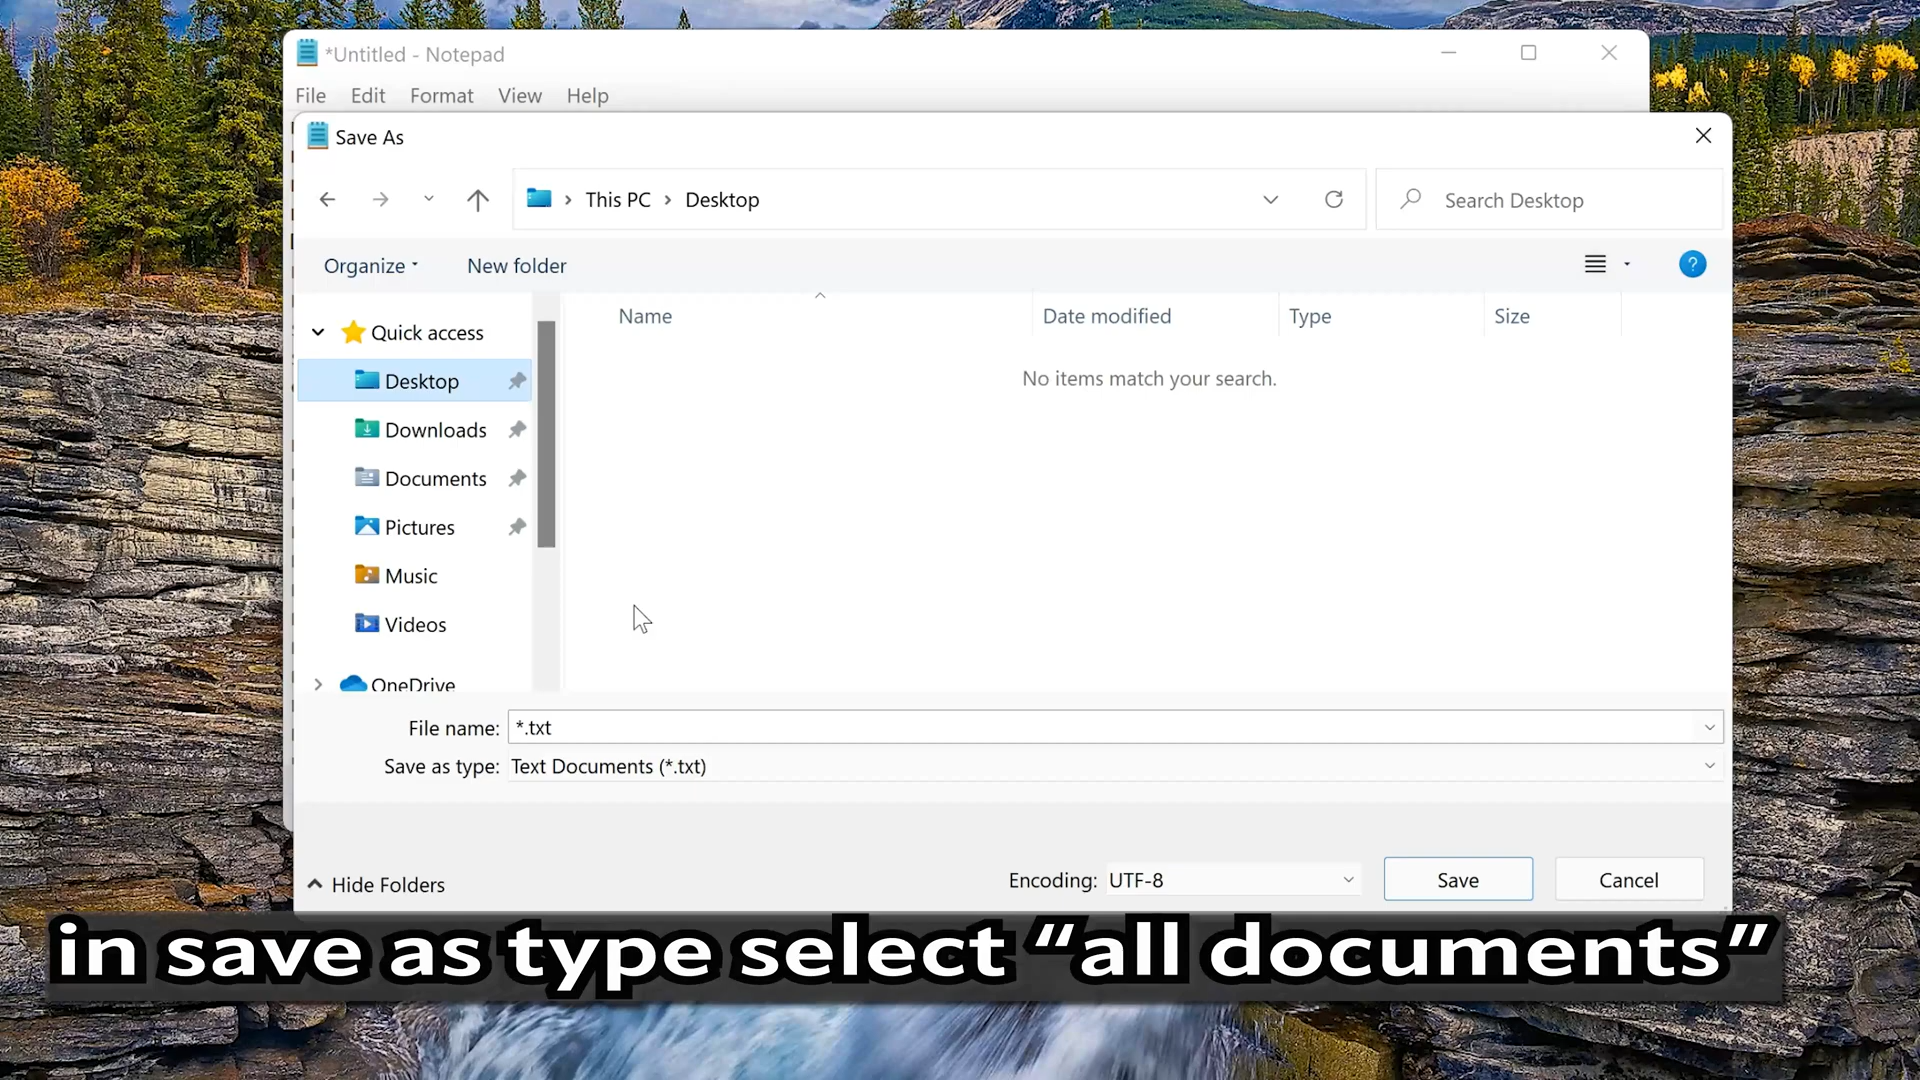 *Untitled - Notepad
File Edit Format View Help
Save As
This PC > Desktop
Search Desktop
Organize New folder
?
Name Date modified Type Size
Quick access
No items match your search.
Desktop
Downloads
Documents
Pictures
Music
Videos
OneDrive
File name: *.txt
Save as type: Text Documents (*.txt)
Hide Folders Encoding: UTF-8 Save Cancel
in save as type select “all documents”